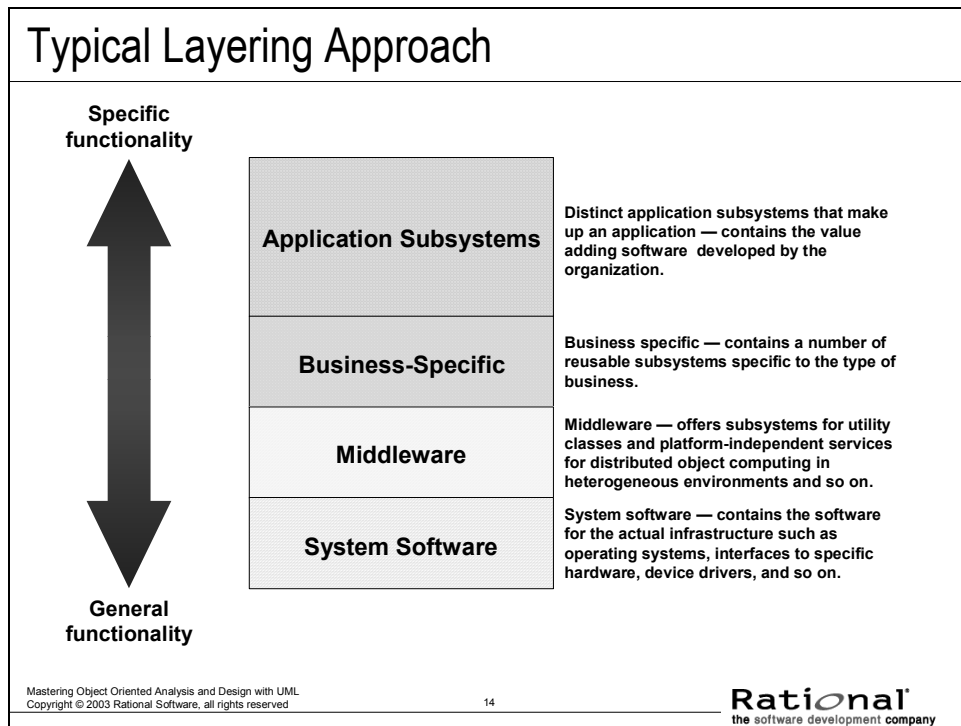 Typical Layering Approach
Specific
functionality
Application Subsystems
Distinct application subsystems that make
up an application — contains the value
adding software developed by the
organization.
Business-Specific
Business specific — contains a number of
reusable subsystems specific to the type of
business.
Middleware
Middleware — offers subsystems for utility
classes and platform-independent services
for distributed object computing in
heterogeneous environments and so on.
System Software
System software — contains the software
for the actual infrastructure such as
operating systems, interfaces to specific
hardware, device drivers, and so on.
General
functionality
Mastering Object Oriented Analysis and Design with UML
Copyright © 2003 Rational Software, all rights reserved
14
Rational
the software development company